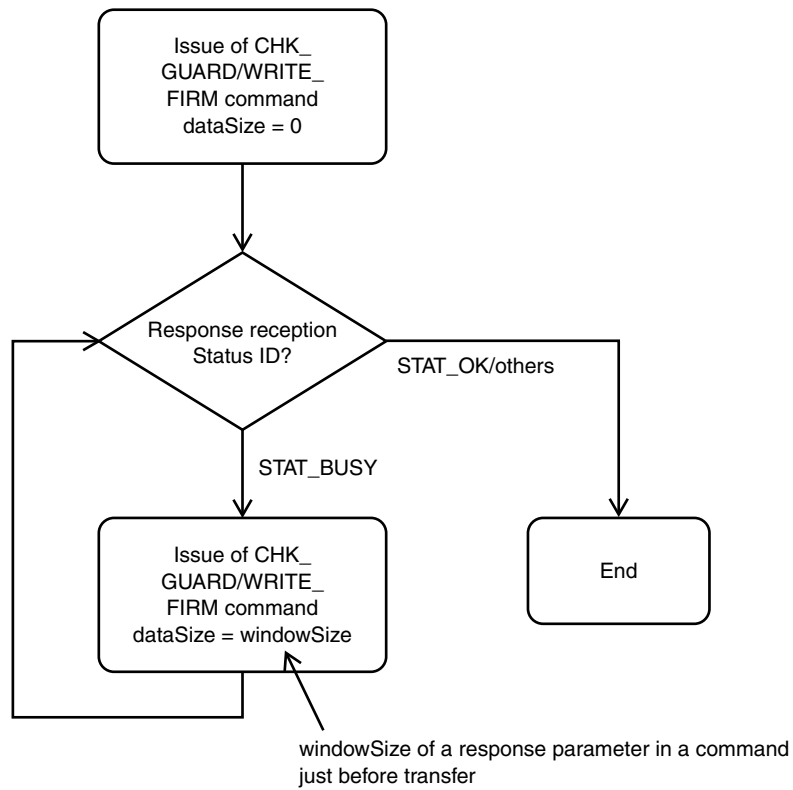 Issue of CHK_
GUARD/WRITE_
FIRM command
dataSize = 0
Response reception
Status ID?
STAT_OK/others
STAT_BUSY
Issue of CHK_
GUARD/WRITE_
FIRM command
dataSize = windowSize
End
windowSize of a response parameter in a command
just before transfer